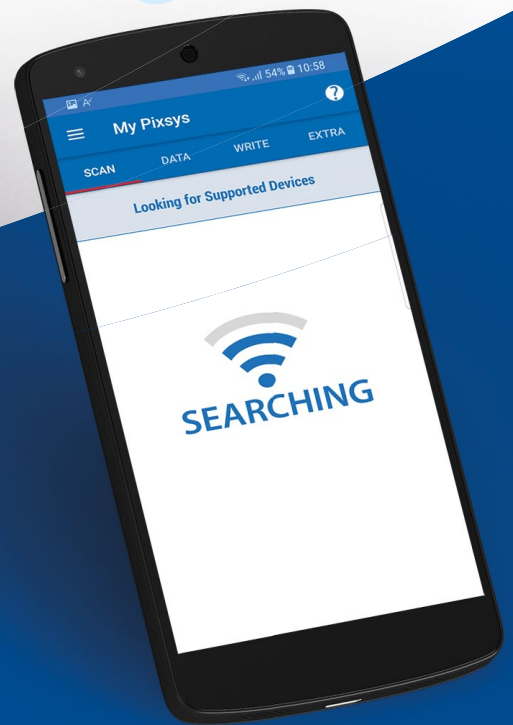 54% 10:58
My Pixsys
?
SCAN DATA WRITE EXTRA
Looking for Supported Devices
SEARCHING